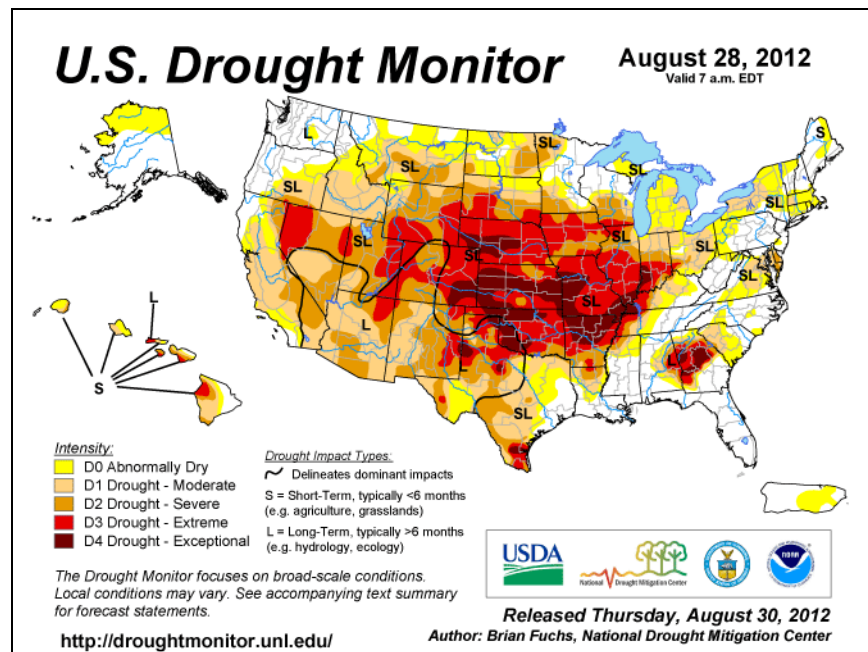 U.S. Drought Monitor
August 28, 2012
Valid 7 a.m. EDT
L
S
SL
SL
SL
SL
SL
SL
SL
SL
SL
SL
SL
L
L
L
SL
L
S
Intensity:
D0 Abnormally Dry
D1 Drought - Moderate
D2 Drought - Severe
D3 Drought - Extreme
D4 Drought - Exceptional
Drought Impact Types:
Delineates dominant impacts
S = Short-Term, typically <6 months
(e.g. agriculture, grasslands)
L = Long-Term, typically >6 months
(e.g. hydrology, ecology)
The Drought Monitor focuses on broad-scale conditions.
Local conditions may vary. See accompanying text summary
for forecast statements.
http://droughtmonitor.unl.edu/
USDA
National Drought Mitigation Center
NOAA
Released Thursday, August 30, 2012
Author: Brian Fuchs, National Drought Mitigation Center